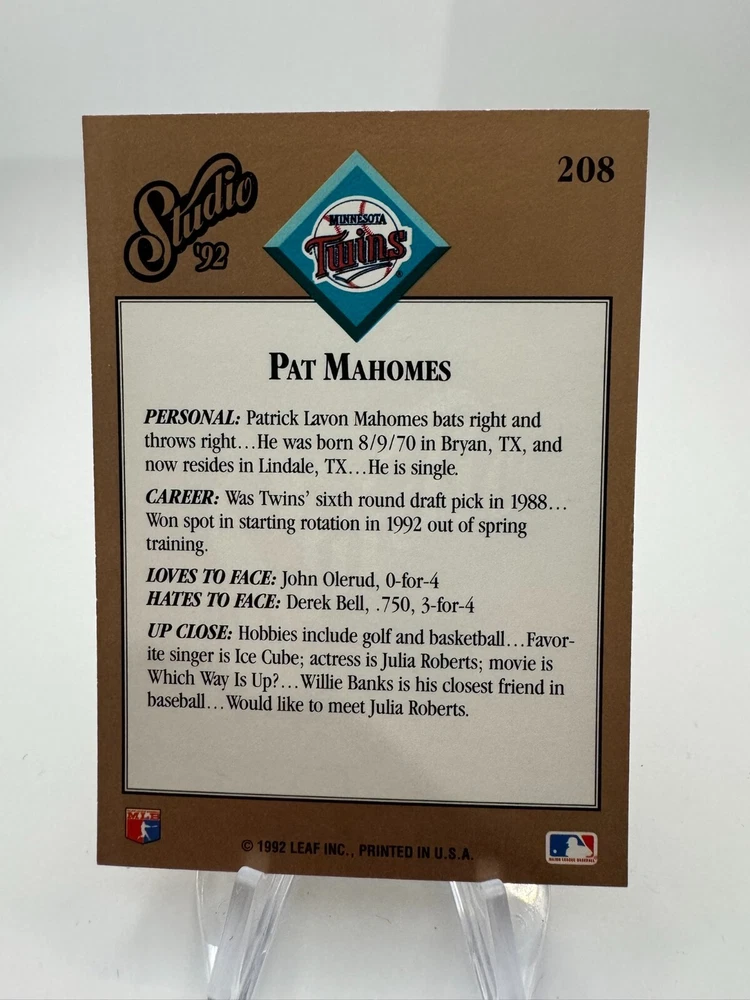 208
Studio
'92
MINNESOTA
Twins
®
PAT MAHOMES
PERSONAL: Patrick Lavon Mahomes bats right and
throws right...He was born 8/9/70 in Bryan, TX, and
now resides in Lindale, TX...He is single.
CAREER: Was Twins' sixth round draft pick in 1988...
Won spot in starting rotation in 1992 out of spring
training.
LOVES TO FACE: John Olerud, 0-for-4
HATES TO FACE: Derek Bell, .750, 3-for-4
UP CLOSE: Hobbies include golf and basketball...Favor-
ite singer is Ice Cube; actress is Julia Roberts; movie is
Which Way Is Up?...Willie Banks is his closest friend in
baseball...Would like to meet Julia Roberts.
MLB
© 1992 LEAF INC., PRINTED IN U.S.A.
MAJOR LEAGUE BASEBALL